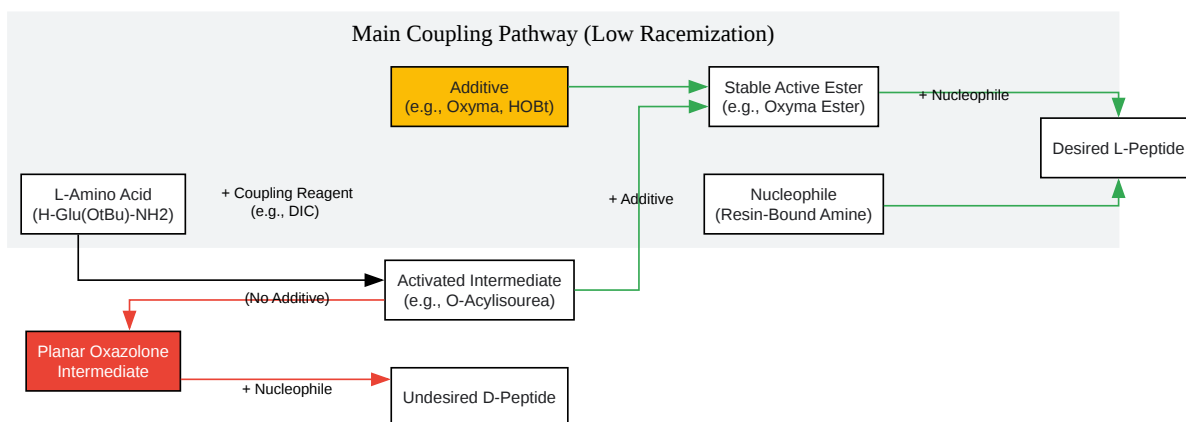 Main Coupling Pathway (Low Racemization)
Additive
(e.g., Oxyma, HOBt)
Stable Active Ester
(e.g., Oxyma Ester)
+ Nucleophile
Desired L-Peptide
L-Amino Acid
(H-Glu(OtBu)-NH2)
+ Coupling Reagent
(e.g., DIC)
+ Additive
Nucleophile
(Resin-Bound Amine)
Activated Intermediate
(e.g., O-Acylisourea)
(No Additive)
Planar Oxazolone
Intermediate
+ Nucleophile
Undesired D-Peptide